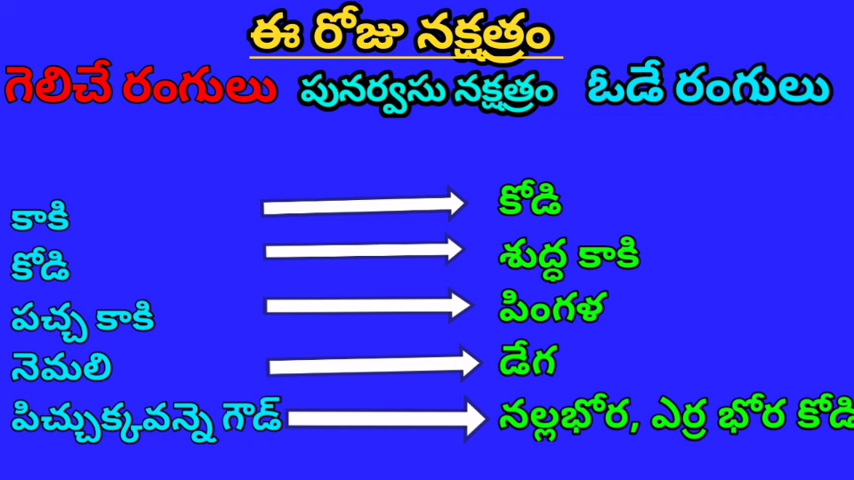 ఈ రోజు నక్షత్రం
గెలిచే రంగులు పునర్వసు నక్షత్రం ఓడే రంగులు
కాకి కోడి
కోడి శుద్ధ కాకి
పచ్చ కాకి పింగళ
నెమలి డేగ
పిచ్చుక్కవన్నె గౌడ్ నల్లభోర, ఎర్ర భోర కోడి